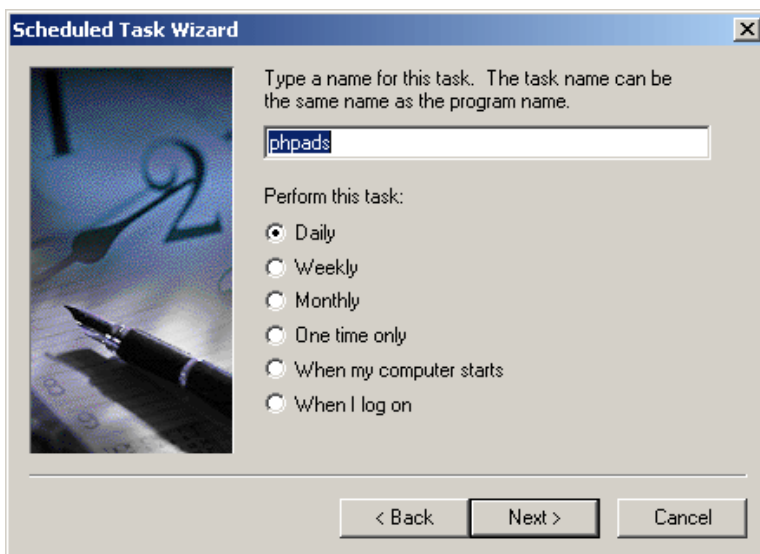 Scheduled Task Wizard
Type a name for this task. The task name can be
the same name as the program name.
phpads
Perform this task:
Daily
Weekly
Monthly
One time only
When my computer starts
When I log on
< Back
Next >
Cancel
2